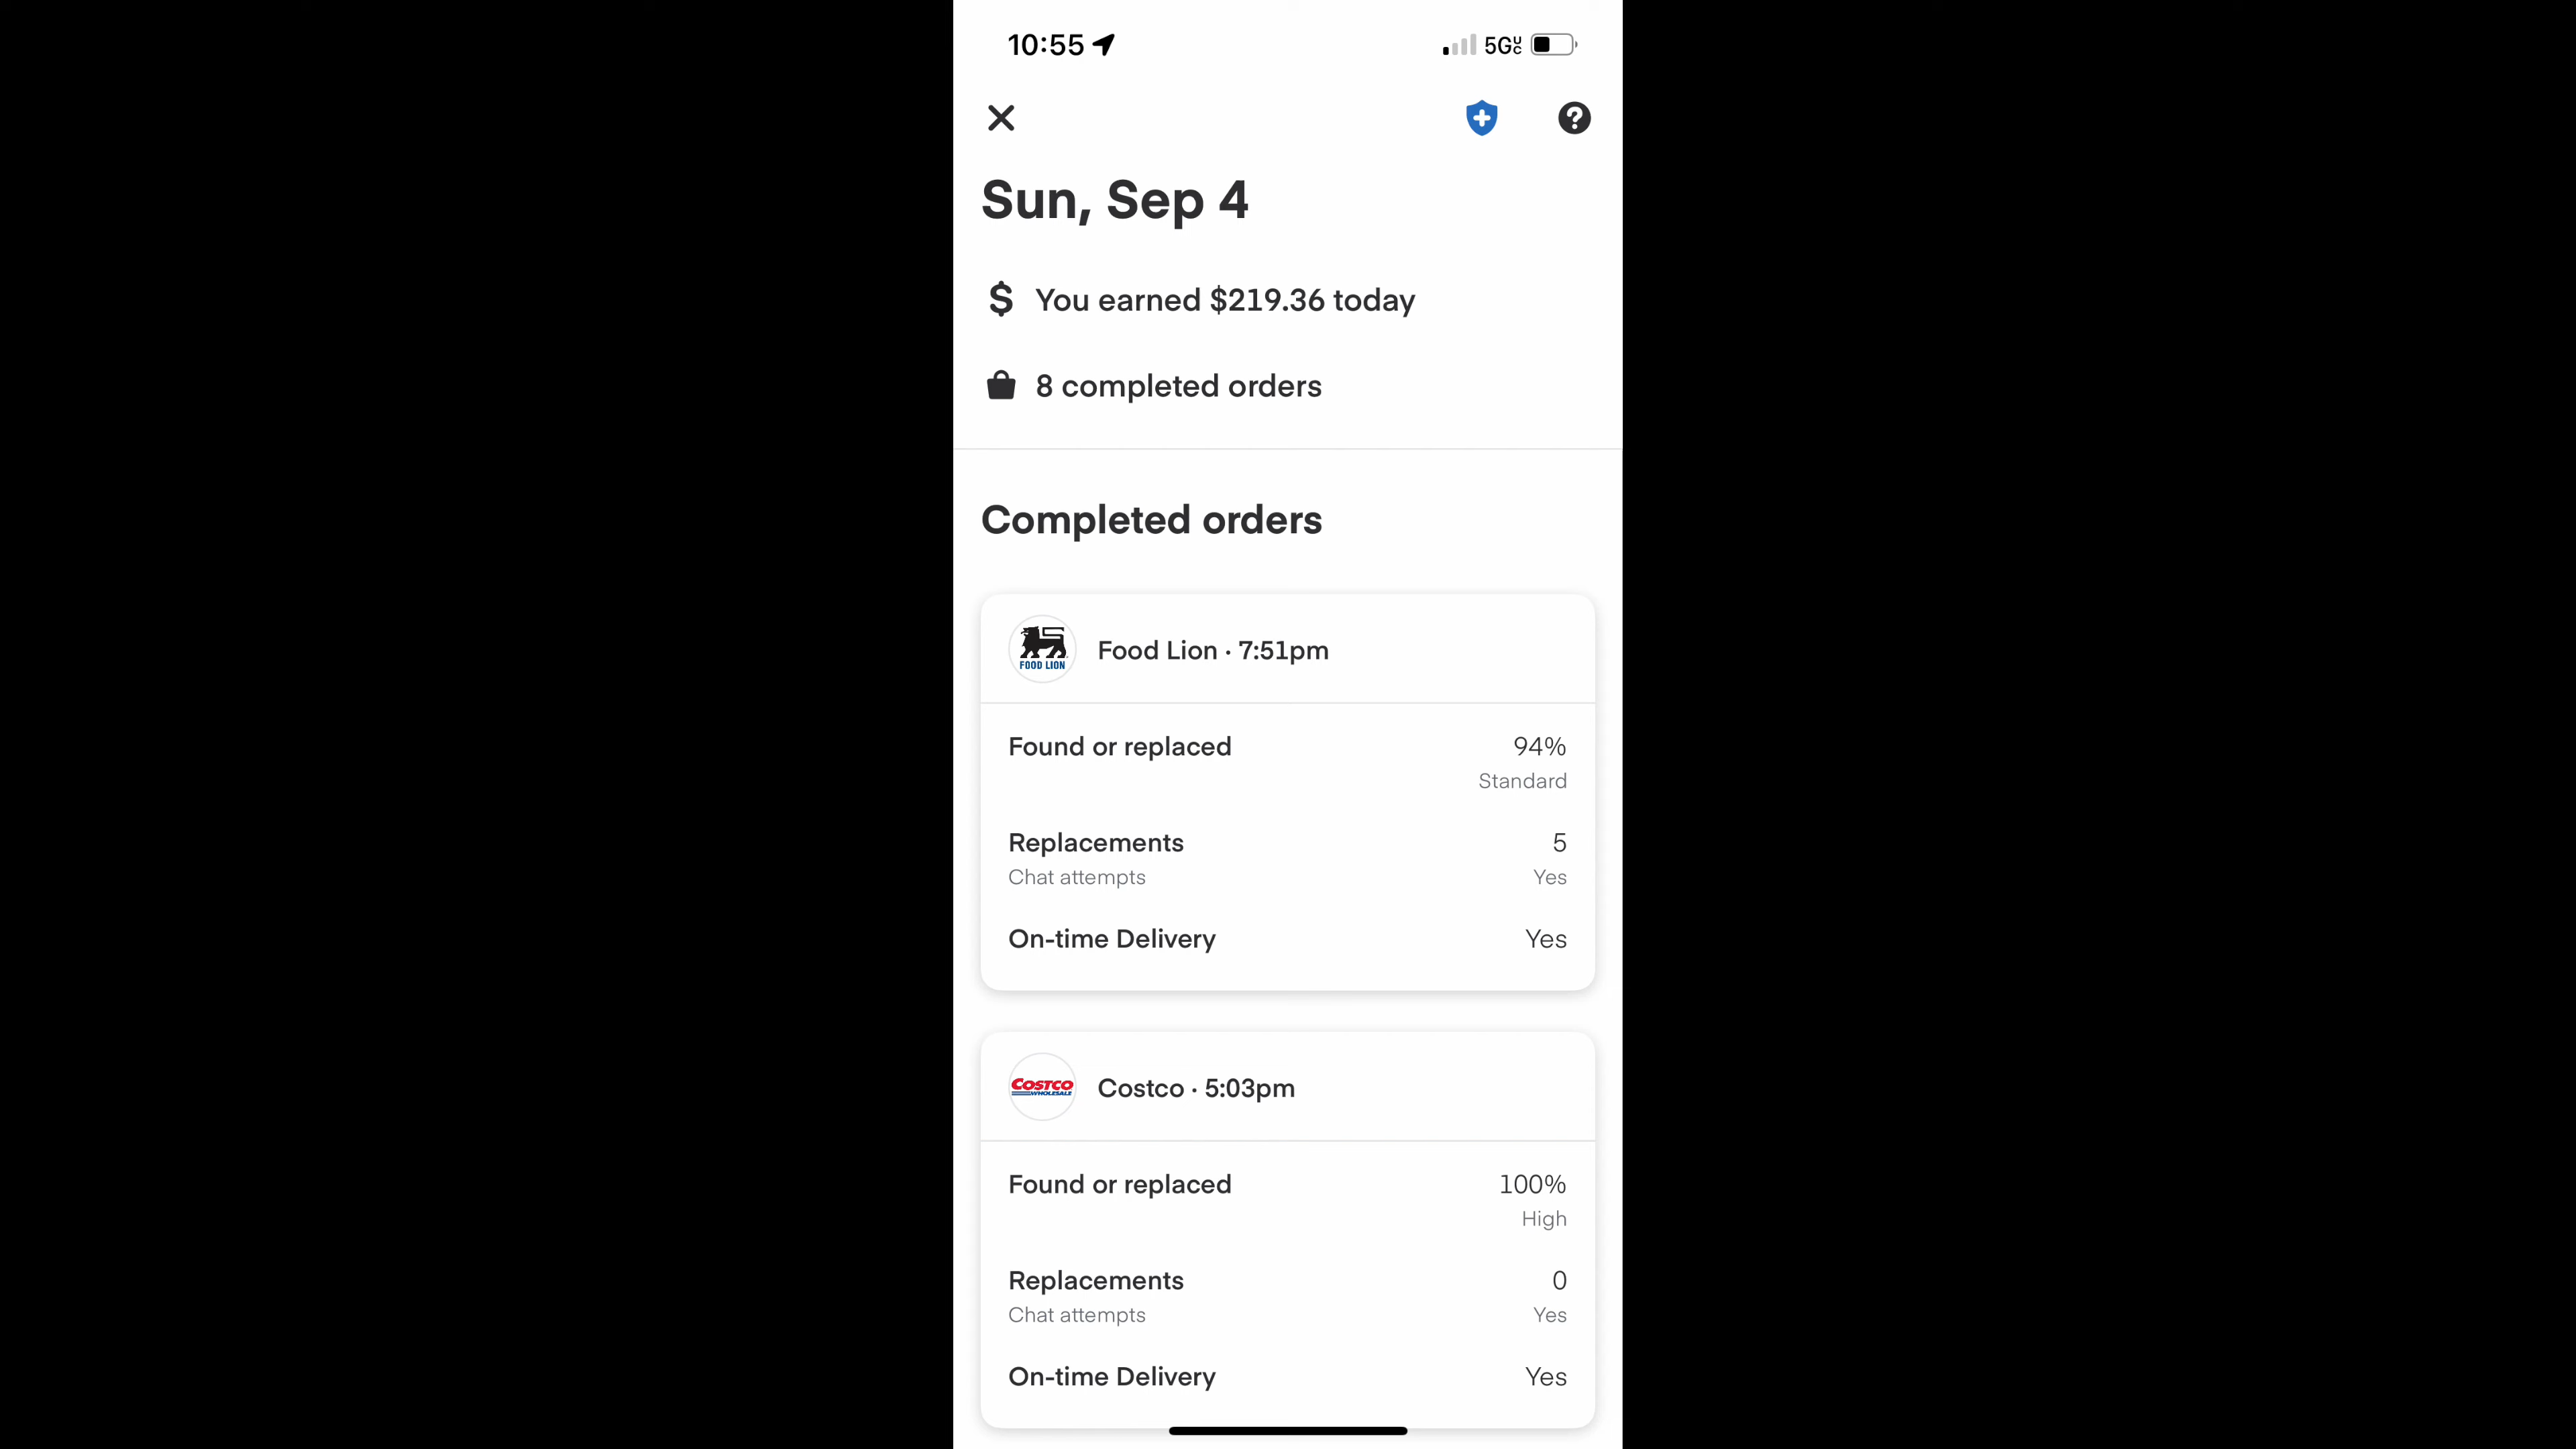 10:55
5G UC
Sun, Sep 4
You earned $219.36 today
8 completed orders
Completed orders
FOOD LION
Food Lion · 7:51pm
Found or replaced 94%
Standard
Replacements 5
Chat attempts Yes
On-time Delivery Yes
COSTCO
WHOLESALE
Costco · 5:03pm
Found or replaced 100%
High
Replacements 0
Chat attempts Yes
On-time Delivery Yes